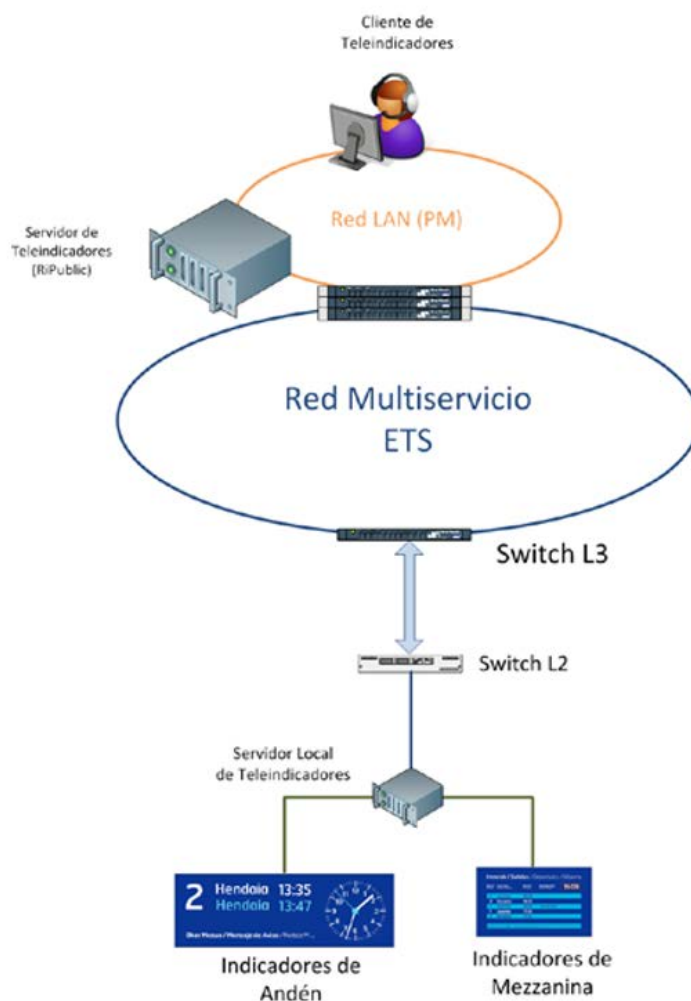 Cliente de
Teleindicadores
Red LAN (PM)
Servidor de
Teleindicadores
(RiPublic)
Red Multiservicio
ETS
Switch L3
Switch L2
Servidor Local
de Teleindicadores
2
Hendaia 13:35
Hendaia 13:47
Indicadores de
Andén
Indicadores de
Mezzanina